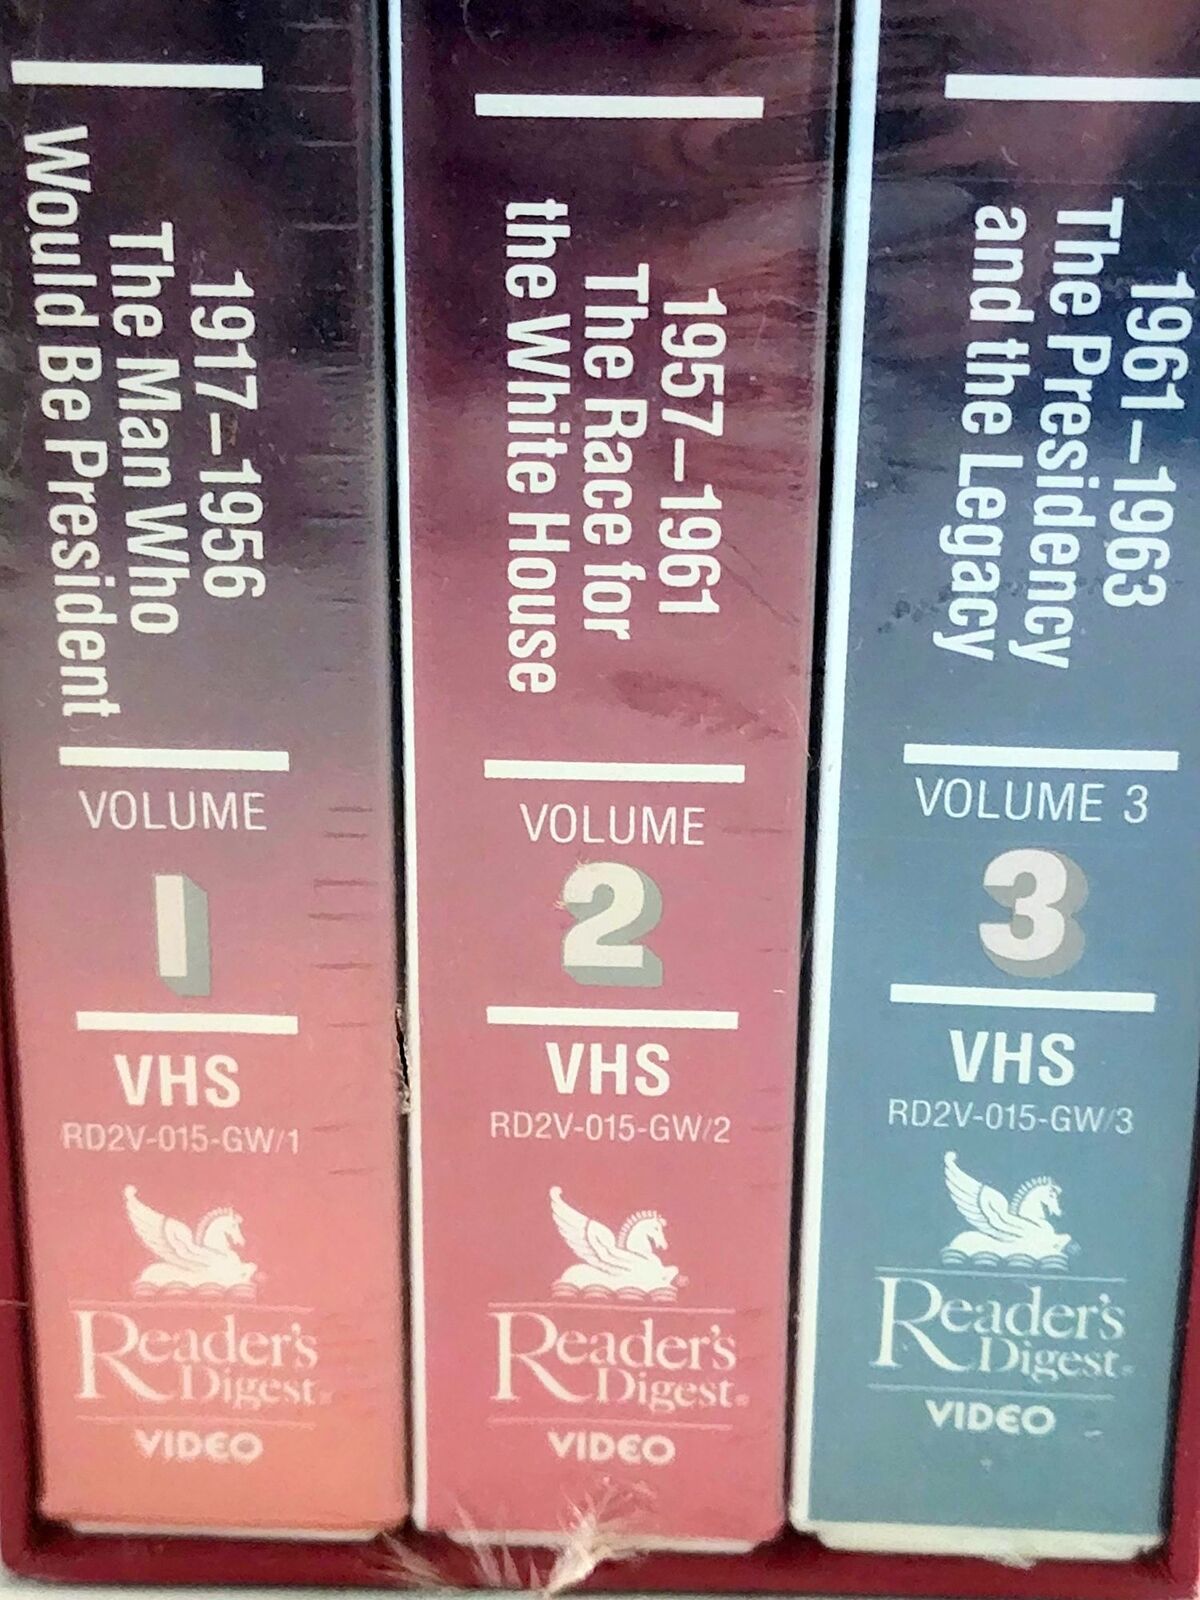 1917–1956
The Man Who
Would Be President
VOLUME
1
VHS
RD2V-015-GW/1
Reader's
Digest®
VIDEO
1957–1961
The Race for
the White House
VOLUME
2
VHS
RD2V-015-GW/2
Reader's
Digest®
VIDEO
1961–1963
The Presidency
and the Legacy
VOLUME 3
3
VHS
RD2V-015-GW/3
Reader's
Digest®
VIDEO